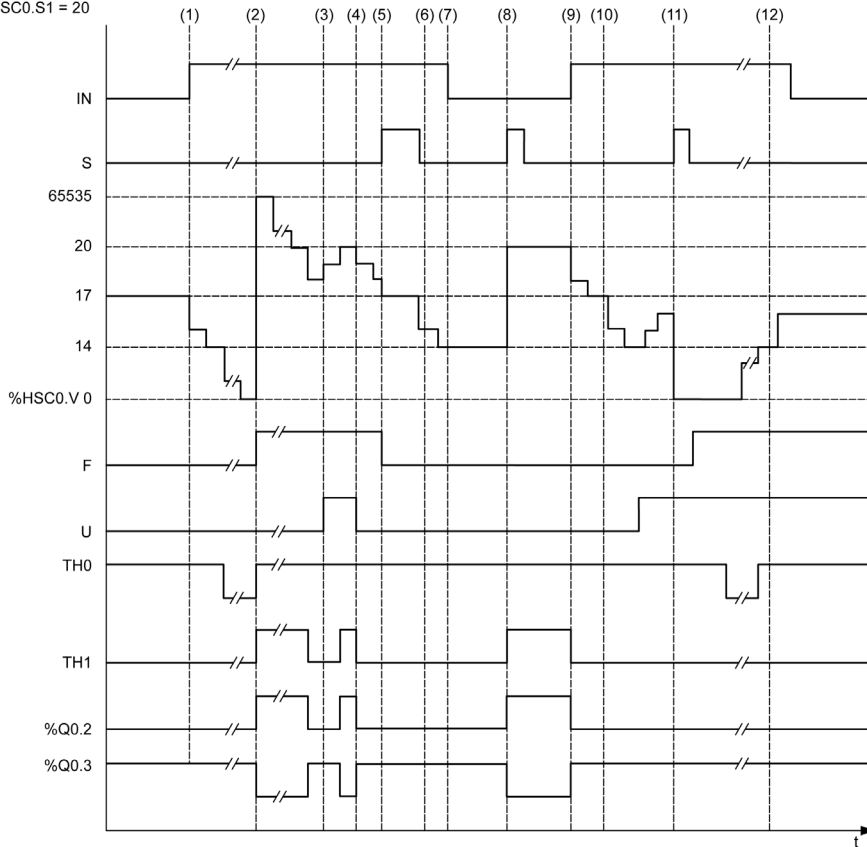 SC0.S1 = 20
(1) (2) (3) (4) (5) (6) (7) (8) (9) (10) (11) (12)
IN
S
65535
20
17
14
%HSC0.V 0
F
U
TH0
TH1
%Q0.2
%Q0.3
t